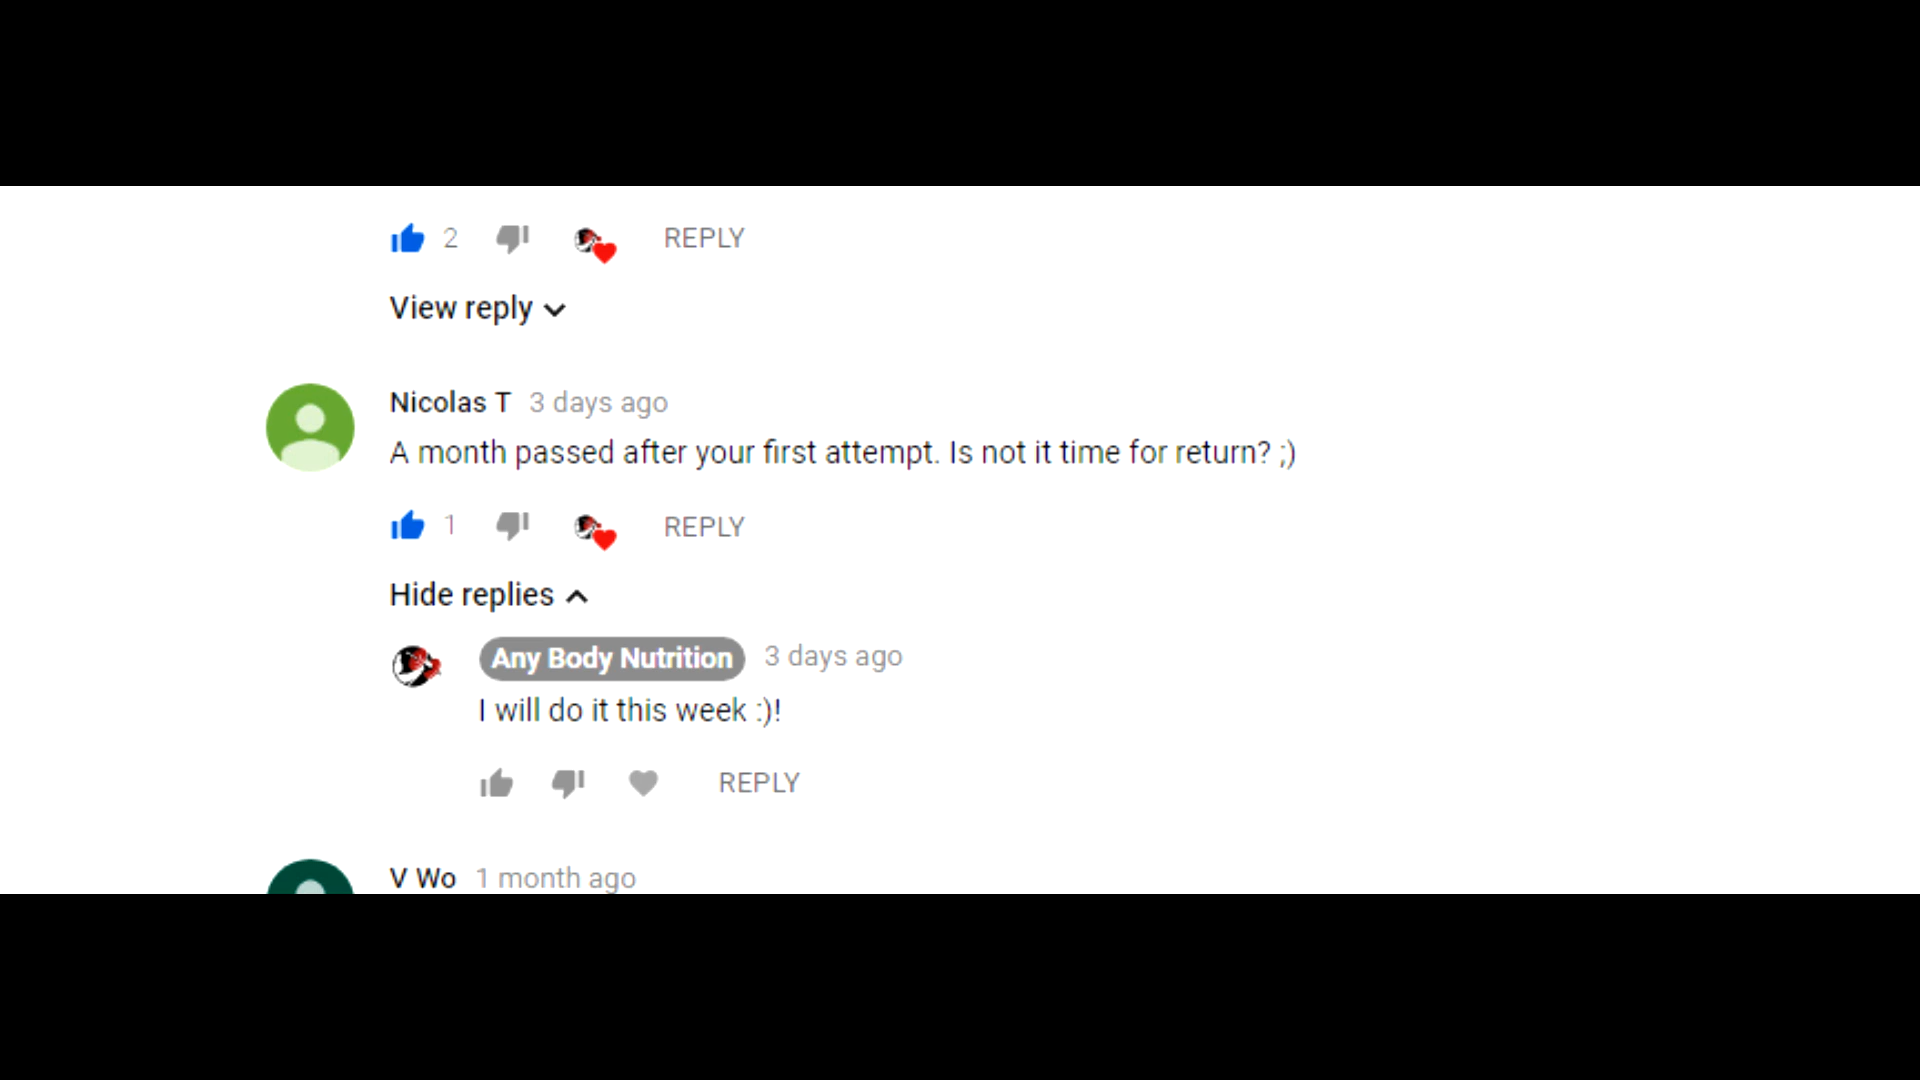 2 REPLY
View reply
Nicolas T 3 days ago
A month passed after your first attempt. Is not it time for return? ;)
1 REPLY
Hide replies
Any Body Nutrition 3 days ago
I will do it this week :)!
REPLY
V Wo 1 month ago